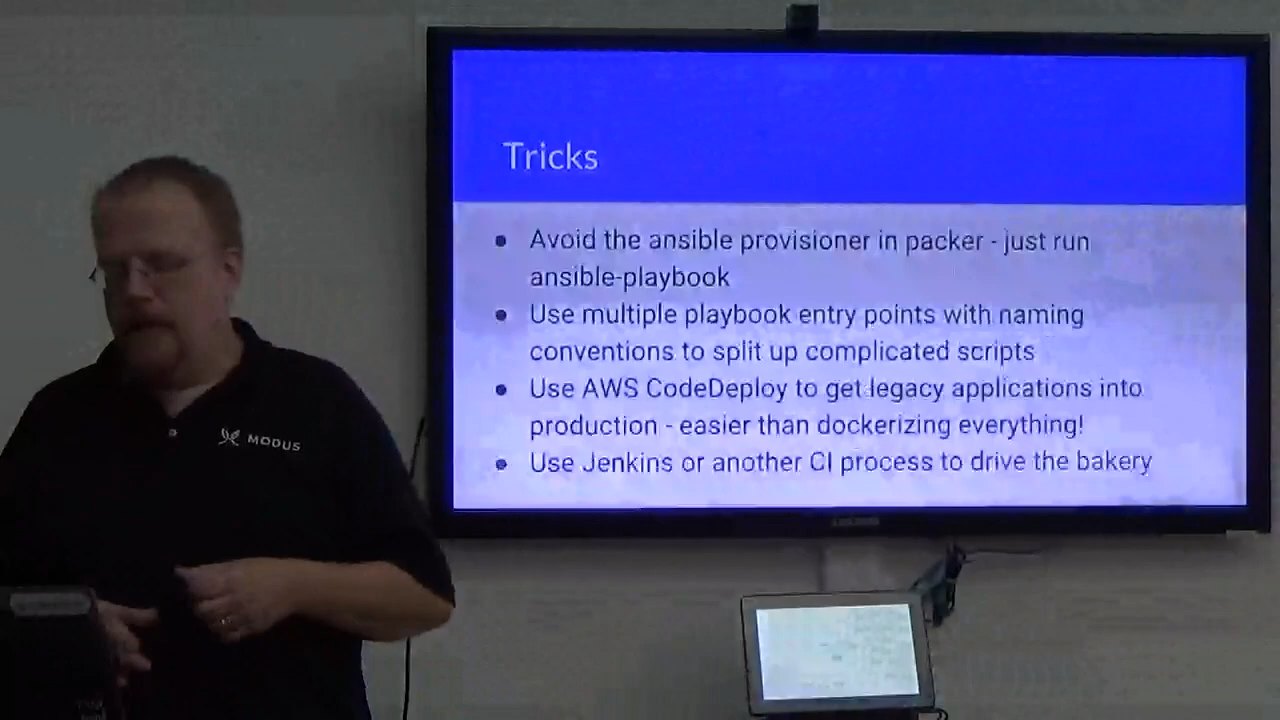 Tricks
● Avoid the ansible provisioner in packer - just run
ansible-playbook
● Use multiple playbook entry points with naming
conventions to split up complicated scripts
● Use AWS CodeDeploy to get legacy applications into
production - easier than dockerizing everything!
● Use Jenkins or another CI process to drive the bakery
MODUS